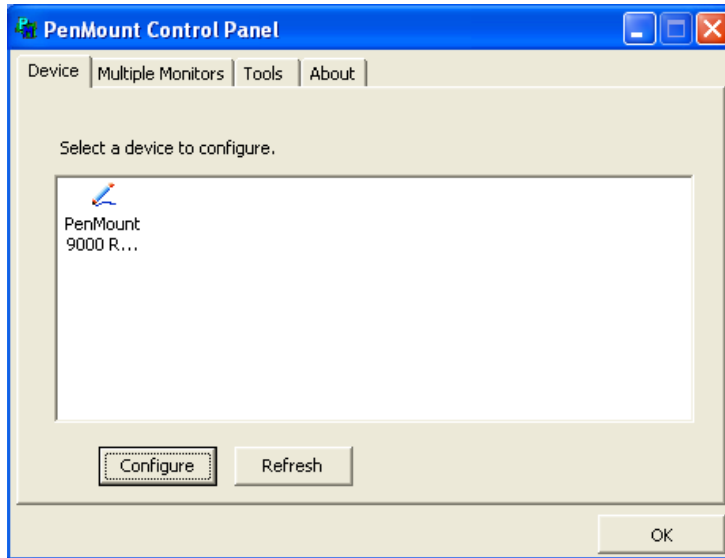 PenMount Control Panel
Device Multiple Monitors Tools About
Select a device to configure.
PenMount
9000 R...
Configure Refresh
OK